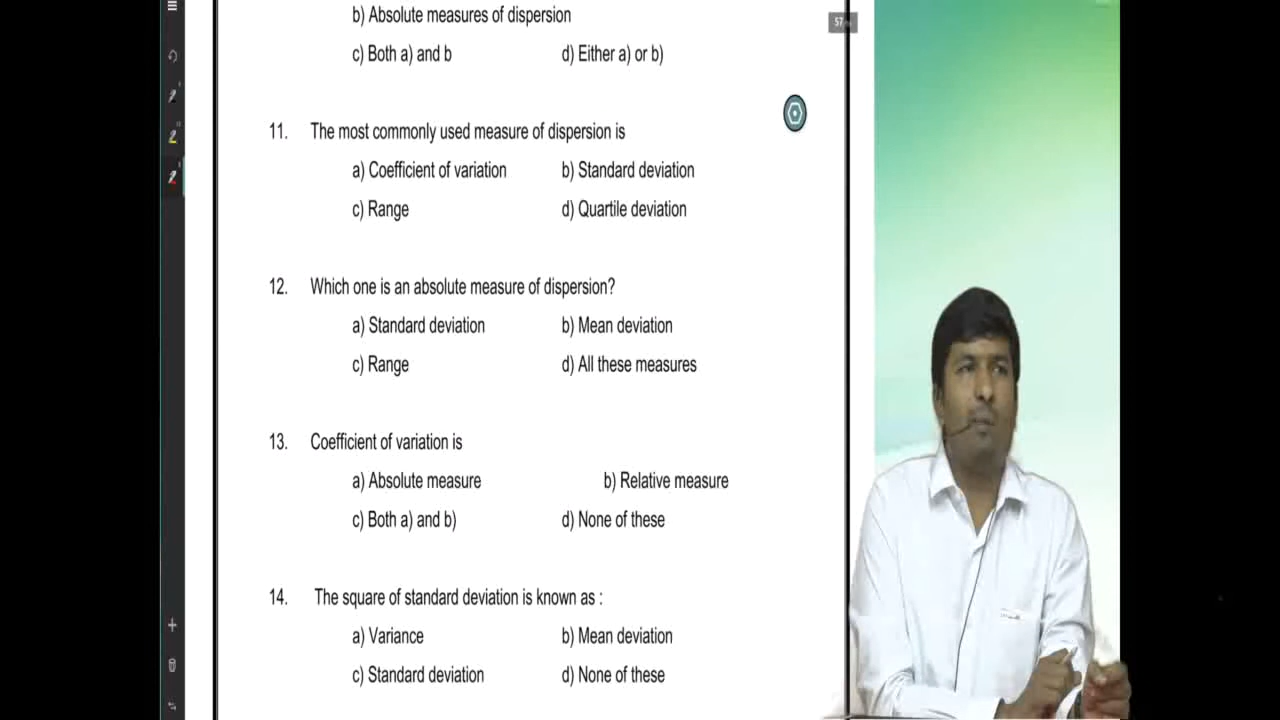 b) Absolute measures of dispersion
57
c) Both a) and b d) Either a) or b)
11. The most commonly used measure of dispersion is
a) Coefficient of variation b) Standard deviation
c) Range d) Quartile deviation
12. Which one is an absolute measure of dispersion?
a) Standard deviation b) Mean deviation
c) Range d) All these measures
13. Coefficient of variation is
a) Absolute measure b) Relative measure
c) Both a) and b) d) None of these
14. The square of standard deviation is known as :
a) Variance b) Mean deviation
c) Standard deviation d) None of these